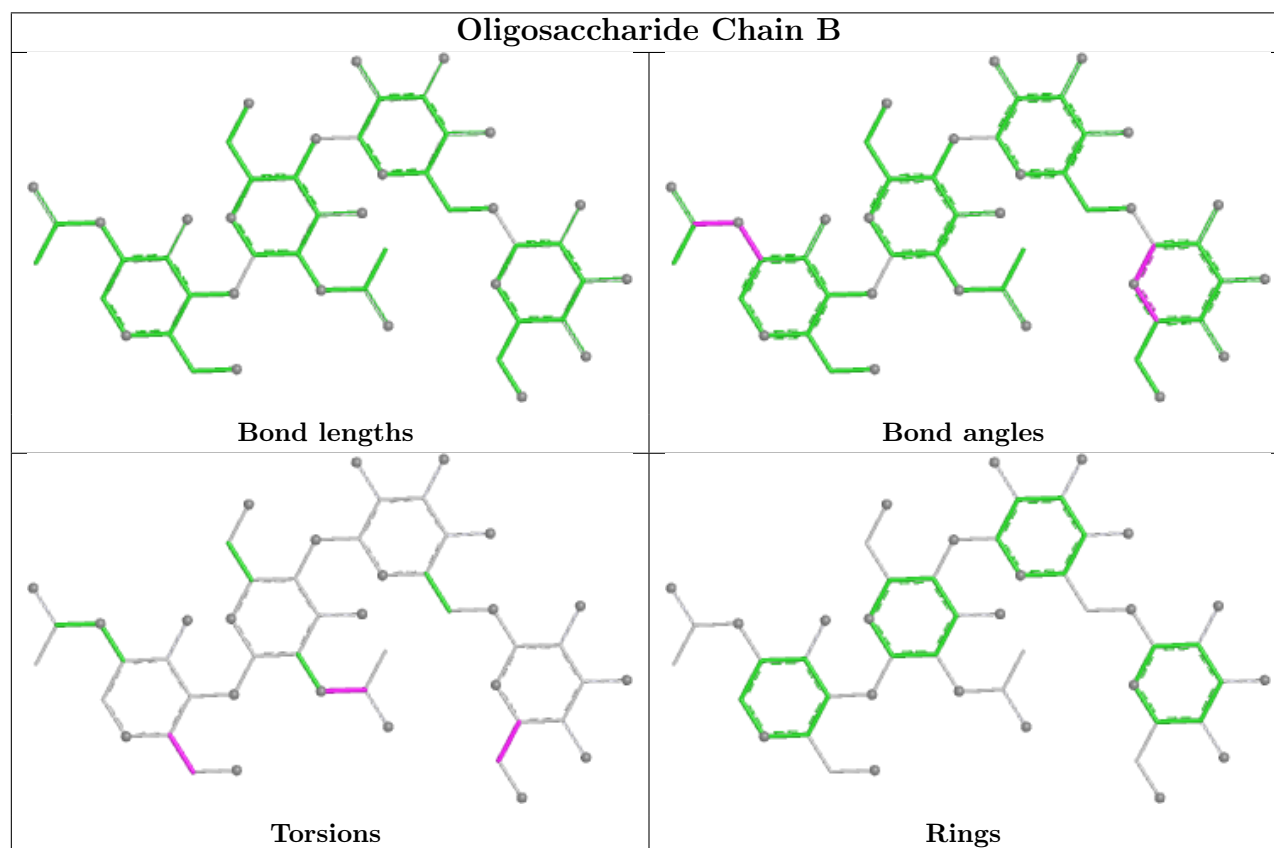 Oligosaccharide Chain B
Bond lengths
Bond angles
Torsions
Rings